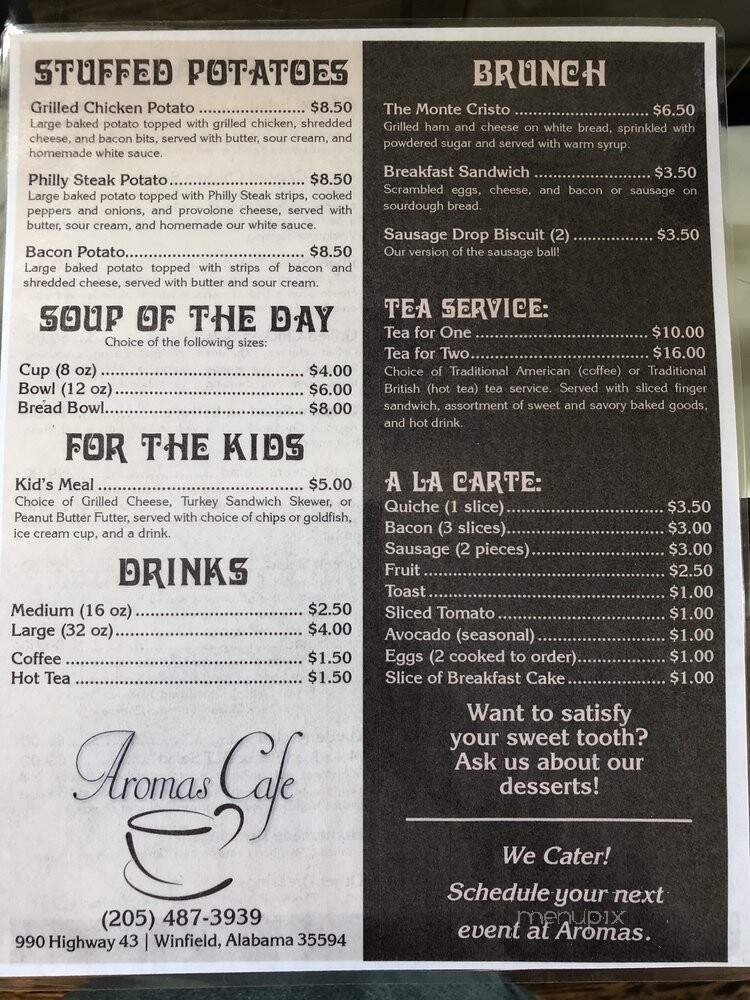 STUFFED POTATOES
Grilled Chicken Potato ...................... $8.50
Large baked potato topped with grilled chicken, shredded
cheese, and bacon bits, served with butter, sour cream, and
homemade white sauce.
Philly Steak Potato............................ $8.50
Large baked potato topped with Philly Steak strips, cooked
peppers and onions, and provolone cheese, served with
butter, sour cream, and homemade our white sauce.
Bacon Potato.................................... $8.50
Large baked potato topped with strips of bacon and
shredded cheese, served with butter and sour cream.
SOUP OF THE DAY
Choice of the following sizes:
Cup (8 oz) ........................................ $4.00
Bowl (12 oz) ..................................... $6.00
Bread Bowl........................................ $8.00
FOR THE KIDS
Kid's Meal ......................................... $5.00
Choice of Grilled Cheese, Turkey Sandwich Skewer, or
Peanut Butter Futter, served with choice of chips or goldfish,
ice cream cup, and a drink.
DRINKS
Medium (16 oz) .................................. $2.50
Large (32 oz)...................................... $4.00
Coffee ................................................ $1.50
Hot Tea .............................................. $1.50
Aromas Cafe
(205) 487-3939
990 Highway 43 | Winfield, Alabama 35594
BRUNCH
The Monte Cristo ............................ $6.50
Grilled ham and cheese on white bread, sprinkled with
powdered sugar and served with warm syrup.
Breakfast Sandwich ......................... $3.50
Scrambled eggs, cheese, and bacon or sausage on
sourdough bread.
Sausage Drop Biscuit (2) ................. $3.50
Our version of the sausage ball!
TEA SERVICE:
Tea for One .................................... $10.00
Tea for Two..................................... $16.00
Choice of Traditional American (coffee) or Traditional
British (hot tea) tea service. Served with sliced finger
sandwich, assortment of sweet and savory baked goods,
and hot drink.
A LA CARTE:
Quiche (1 slice)................................. $3.50
Bacon (3 slices)................................. $3.00
Sausage (2 pieces)............................ $3.00
Fruit.................................................. $2.50
Toast................................................. $1.00
Sliced Tomato................................... $1.00
Avocado (seasonal)........................... $1.00
Eggs (2 cooked to order).................. $1.00
Slice of Breakfast Cake.................... $1.00
Want to satisfy
your sweet tooth?
Ask us about our
desserts!
We Cater!
Schedule your next
menupix
event at Aromas.